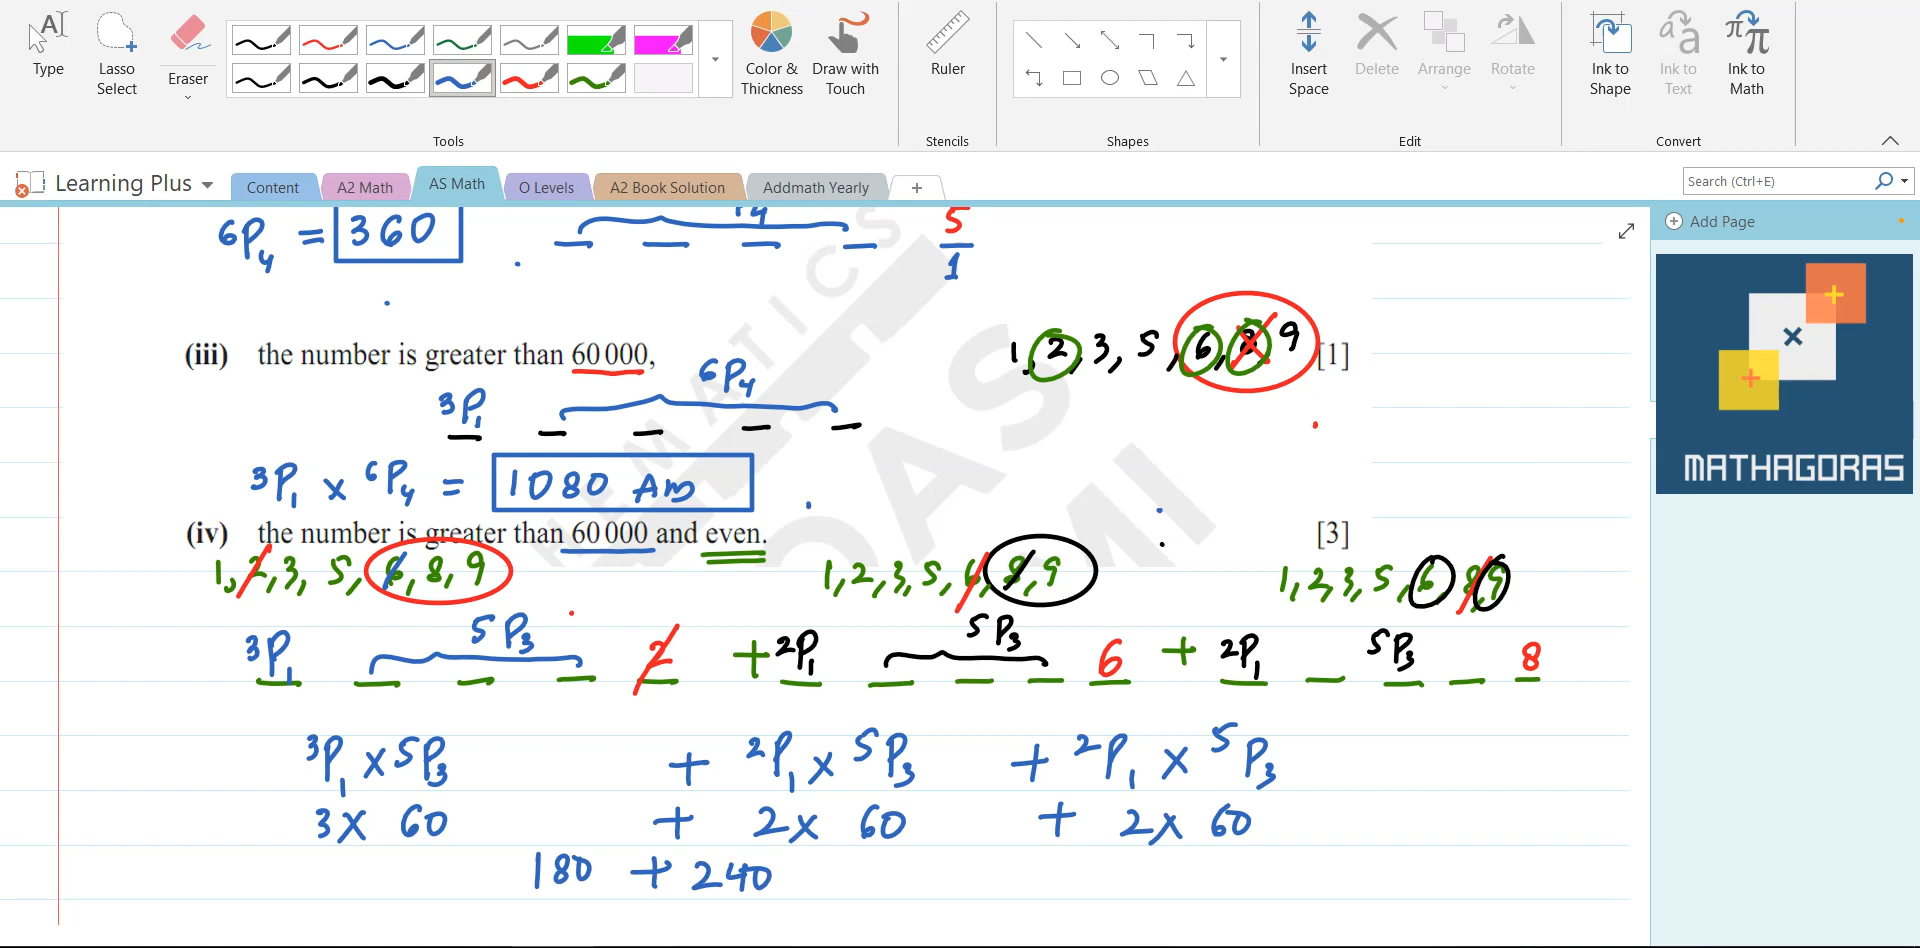 Type
Lasso Select
Eraser
Color & Thickness
Draw with Touch
Ruler
Insert Space
Delete
Arrange
Rotate
Ink to Shape
Ink to Text
Ink to Math
Tools
Stencils
Shapes
Edit
Convert
Learning Plus
Content
A2 Math
AS Math
O Levels
A2 Book Solution
Addmath Yearly
+
Search (Ctrl+E)
Add Page
MATHAGORAS
6P4 = 360
5
1
1, 2, 3, 5, 6, 8, 9
(iii) the number is greater than 60 000, [1]
3P1 6P4
3P1 x 6P4 = 1080 Ans
(iv) the number is greater than 60 000 and even. [3]
1, 2, 3, 5, 6, 8, 9 1, 2, 3, 5, 6, 8, 9 1, 2, 3, 5, 6, 8, 9
3P1 5P3 2 + 2P1 5P3 6 + 2P1 5P3 8
3P1 x 5P3 + 2P1 x 5P3 + 2P1 x 5P3
3 x 60 + 2 x 60 + 2 x 60
180 + 240